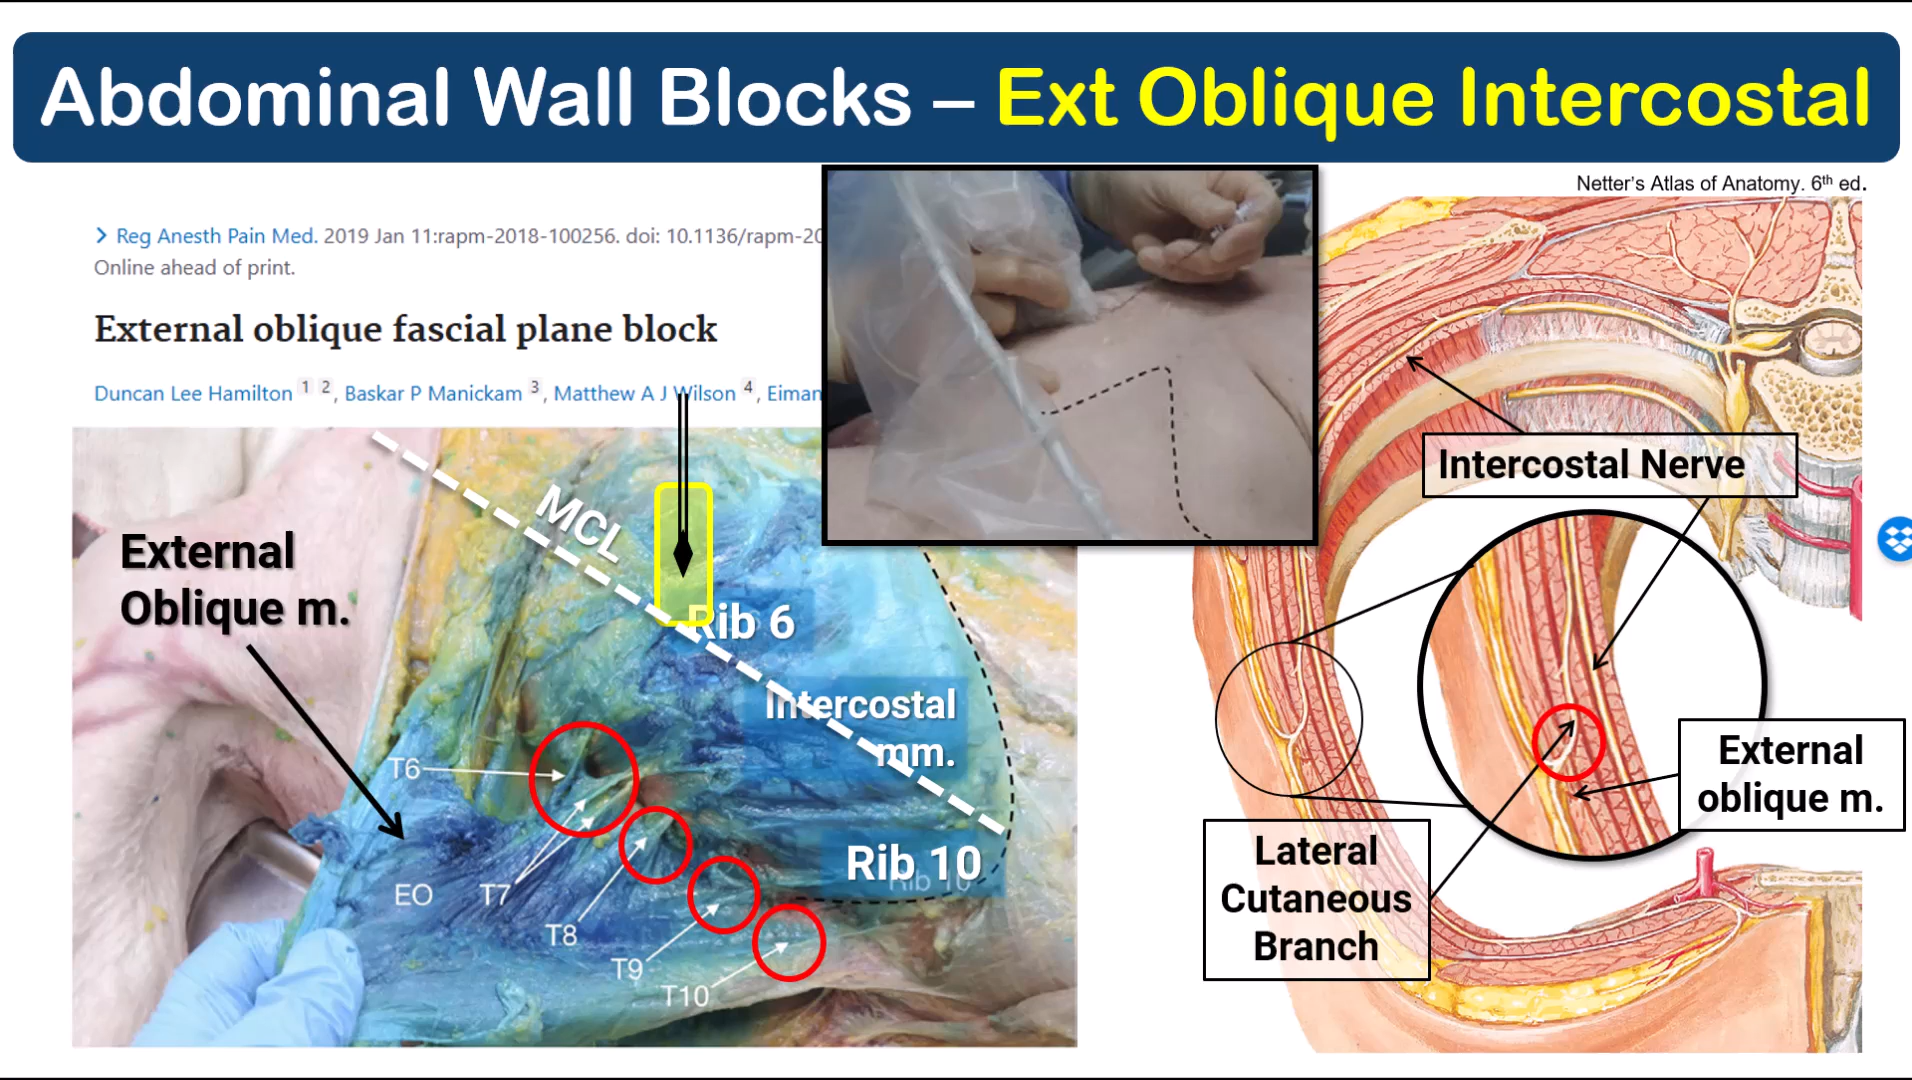 Abdominal Wall Blocks – Ext Oblique Intercostal
Netter's Atlas of Anatomy. 6th ed.
Reg Anesth Pain Med. 2019 Jan 11:rapm-2018-100256. doi: 10.1136/rapm-20
Online ahead of print.
External oblique fascial plane block
Duncan Lee Hamilton 1 2, Baskar P Manickam 3, Matthew A J Wilson 4, Eiman
External
Oblique m.
MCL
Rib 6
Intercostal
mm.
Rib 10
Rib 10
T6
EO
T7
T8
T9
T10
Intercostal Nerve
External
oblique m.
Lateral
Cutaneous
Branch